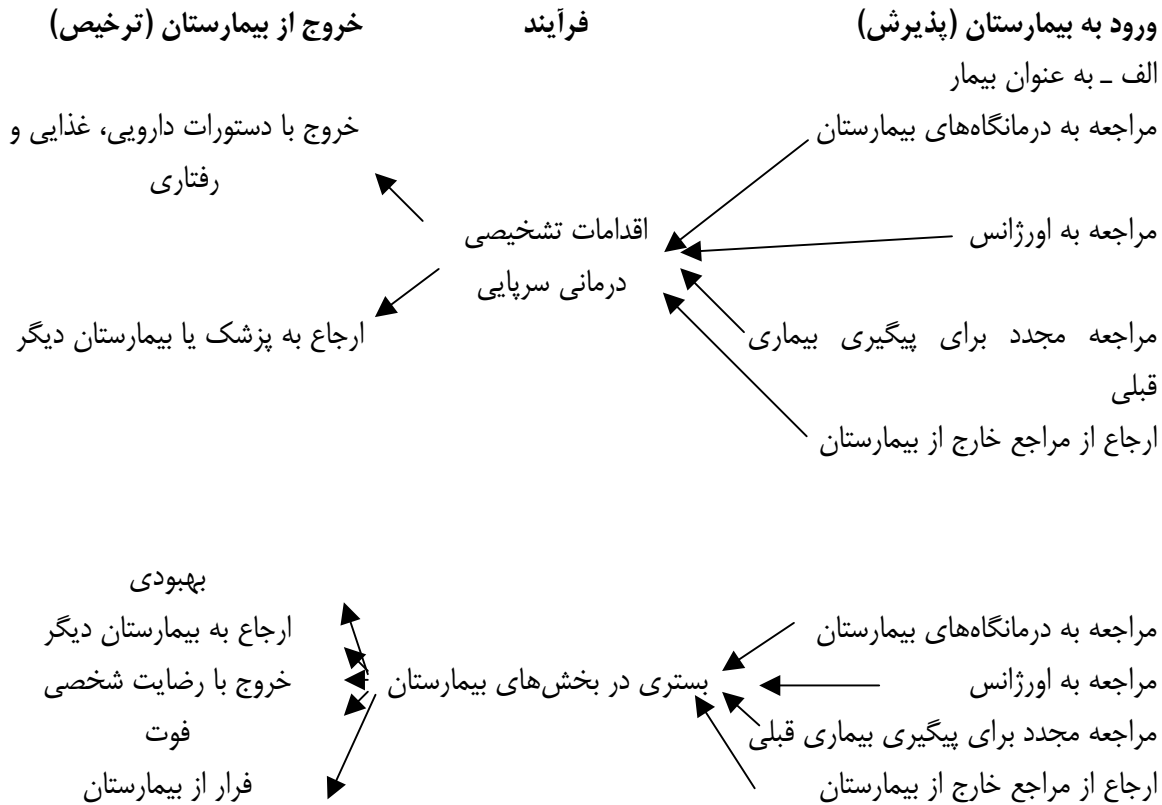 ورود به بیمارستان (پذیرش) فرآیند خروج از بیمارستان (ترخیص)
الف ـ به عنوان بیمار
مراجعه به درمانگاه‌های بیمارستان خروج با دستورات دارویی، غذایی و
رفتاری
مراجعه به اورژانس اقدامات تشخیصی
درمانی سرپایی
مراجعه مجدد برای پیگیری بیماری ارجاع به پزشک یا بیمارستان دیگر
قبلی
ارجاع از مراجع خارج از بیمارستان
بهبودی
مراجعه به درمانگاه‌های بیمارستان ارجاع به بیمارستان دیگر
مراجعه به اورژانس بستری در بخش‌های بیمارستان خروج با رضایت شخصی
مراجعه مجدد برای پیگیری بیماری قبلی فوت
ارجاع از مراجع خارج از بیمارستان فرار از بیمارستان